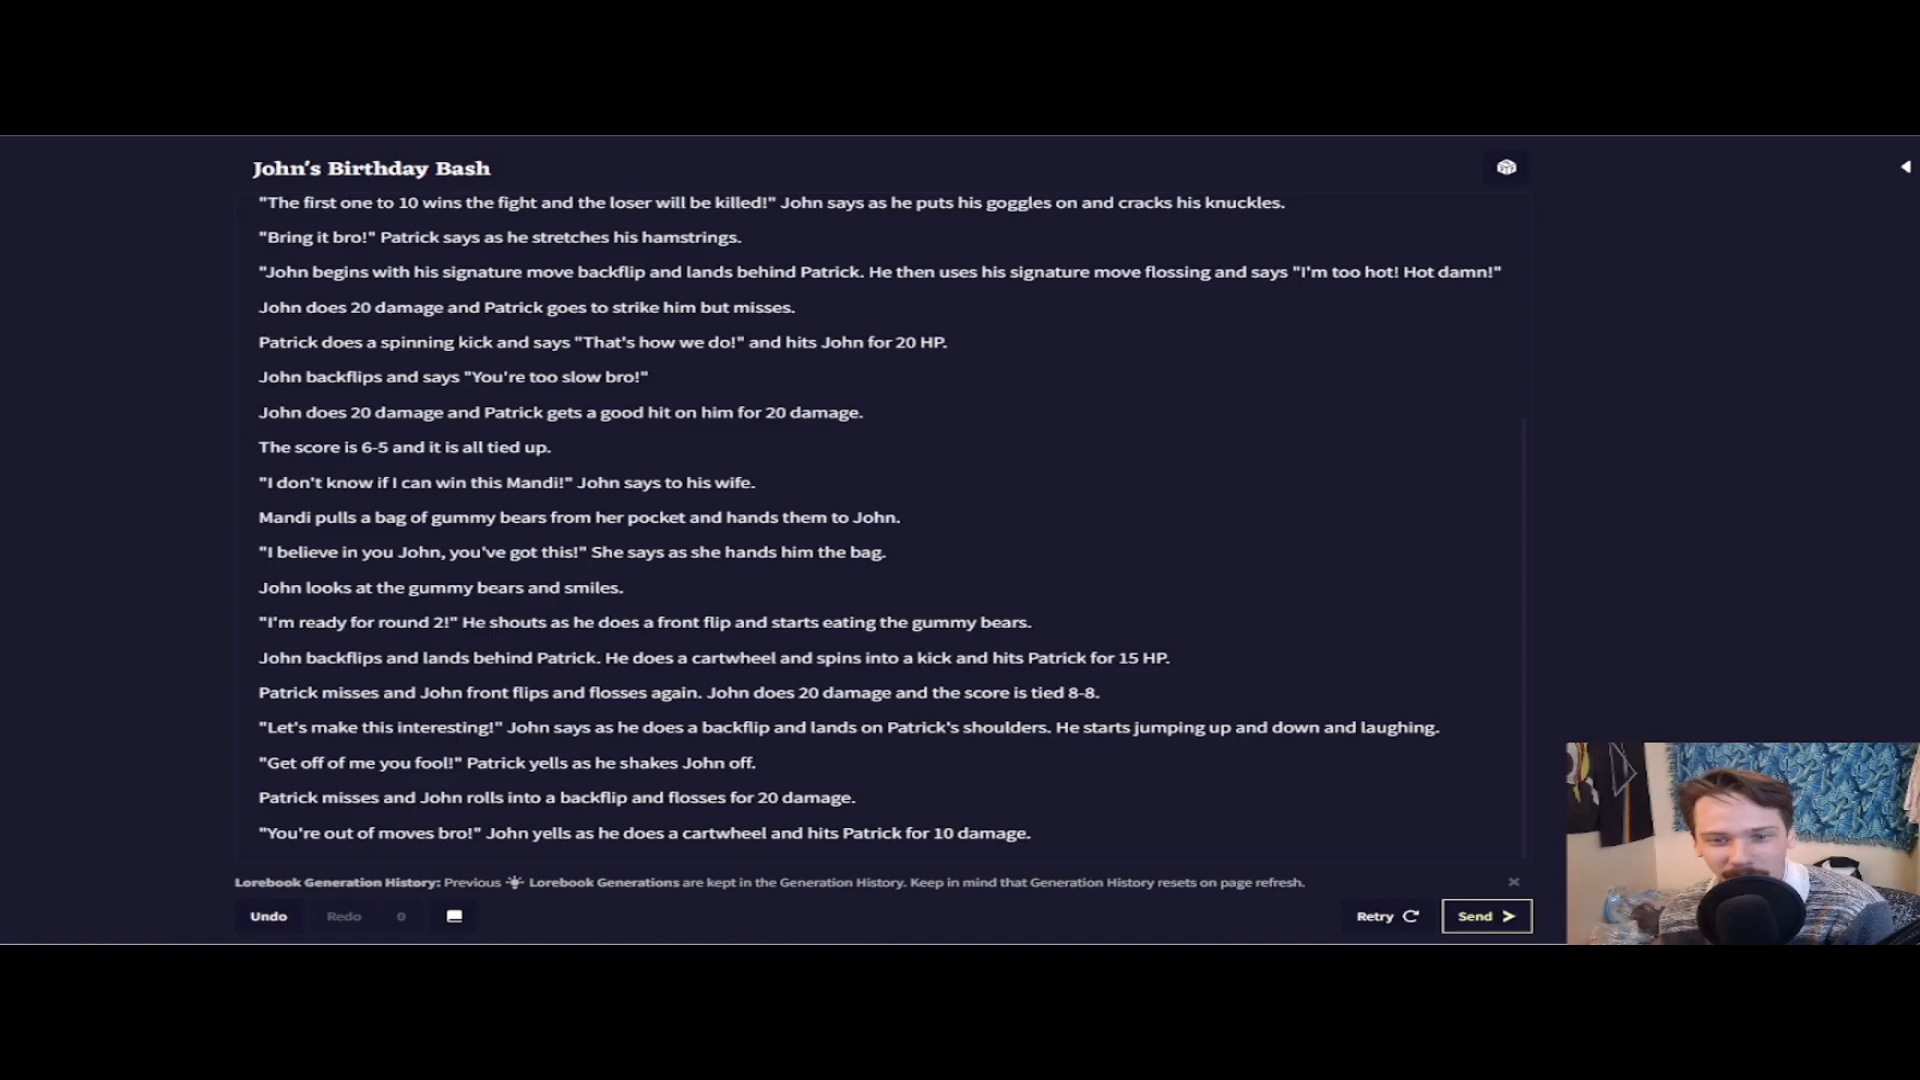 John's Birthday Bash
"The first one to 10 wins the fight and the loser will be killed!" John says as he puts his goggles on and cracks his knuckles.
"Bring it bro!" Patrick says as he stretches his hamstrings.
"John begins with his signature move backflip and lands behind Patrick. He then uses his signature move flossing and says "I'm too hot! Hot damn!"
John does 20 damage and Patrick goes to strike him but misses.
Patrick does a spinning kick and says "That's how we do!" and hits John for 20 HP.
John backflips and says "You're too slow bro!"
John does 20 damage and Patrick gets a good hit on him for 20 damage.
The score is 6-5 and it is all tied up.
"I don't know if I can win this Mandi!" John says to his wife.
Mandi pulls a bag of gummy bears from her pocket and hands them to John.
"I believe in you John, you've got this!" She says as she hands him the bag.
John looks at the gummy bears and smiles.
"I'm ready for round 2!" He shouts as he does a front flip and starts eating the gummy bears.
John backflips and lands behind Patrick. He does a cartwheel and spins into a kick and hits Patrick for 15 HP.
Patrick misses and John front flips and flosses again. John does 20 damage and the score is tied 8-8.
"Let's make this interesting!" John says as he does a backflip and lands on Patrick's shoulders. He starts jumping up and down and laughing.
"Get off of me you fool!" Patrick yells as he shakes John off.
Patrick misses and John rolls into a backflip and flosses for 20 damage.
"You're out of moves bro!" John yells as he does a cartwheel and hits Patrick for 10 damage.
Lorebook Generation History: Previous Lorebook Generations are kept in the Generation History. Keep in mind that Generation History resets on page refresh.
Undo Redo 0 Retry Send